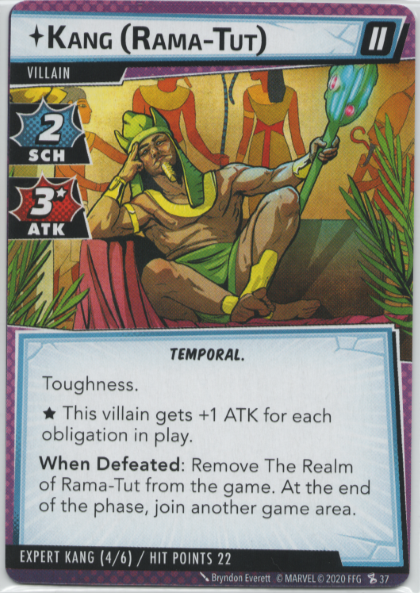 Kang (Rama-Tut)
II
VILLAIN
2
SCH
3★
ATK
TEMPORAL.
Toughness.
★ This villain gets +1 ATK for each
obligation in play.
When Defeated: Remove The Realm
of Rama-Tut from the game. At the end
of the phase, join another game area.
EXPERT KANG (4/6) / HIT POINTS 22
Bryndon Everett © MARVEL © 2020 FFG 37